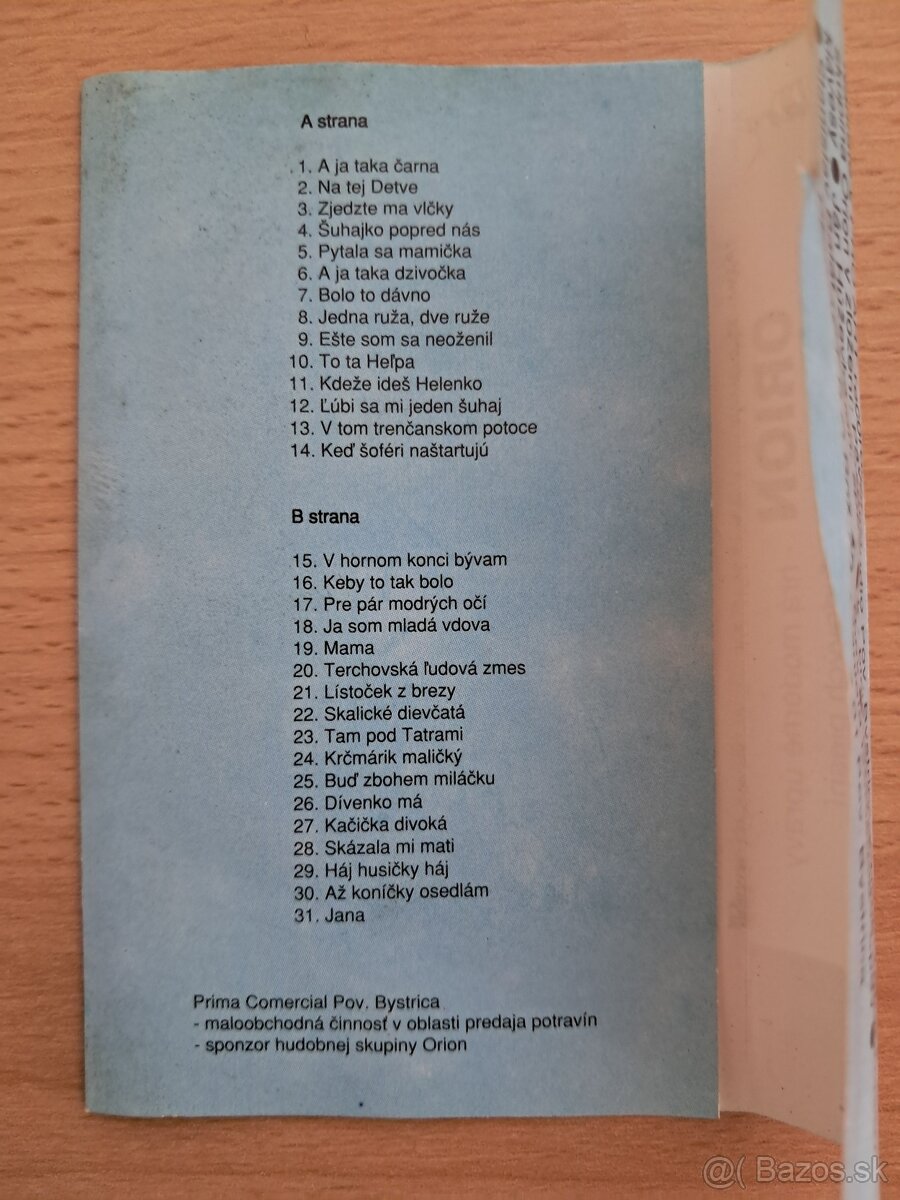 A strana
1. A ja taka čarna
2. Na tej Detve
3. Zjedzte ma vlčky
4. Šuhajko popred nás
5. Pytala sa mamička
6. A ja taka dzivočka
7. Bolo to dávno
8. Jedna ruža, dve ruže
9. Ešte som sa neoženil
10. To ta Heľpa
11. Kdeže ideš Helenko
12. Ľúbi sa mi jeden šuhaj
13. V tom trenčanskom potoce
14. Keď šoféri naštartujú
B strana
15. V hornom konci bývam
16. Keby to tak bolo
17. Pre pár modrých očí
18. Ja som mladá vdova
19. Mama
20. Terchovská ľudová zmes
21. Lístoček z brezy
22. Skalické dievčatá
23. Tam pod Tatrami
24. Krčmárik maličký
25. Buď zbohem miláčku
26. Dívenko má
27. Kačička divoká
28. Skázala mi mati
29. Háj husičky háj
30. Až koníčky osedlám
31. Jana
Prima Comercial Pov. Bystrica
- maloobchodná činnosť v oblasti predaja potravín
- sponzor hudobnej skupiny Orion
ORION
@( Bazos.sk